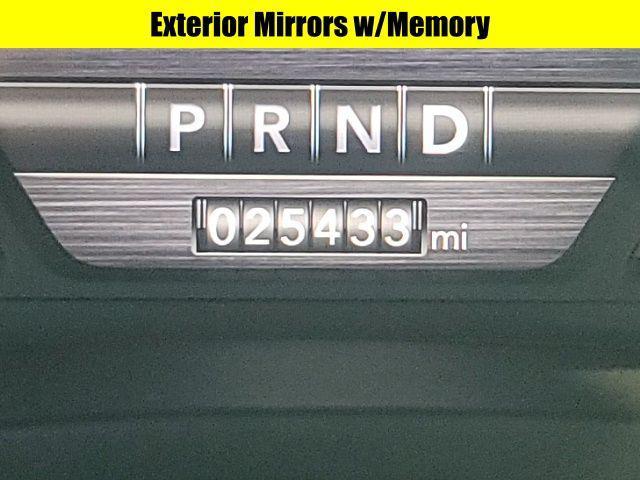 Exterior Mirrors w/Memory
P R N D
025433 mi